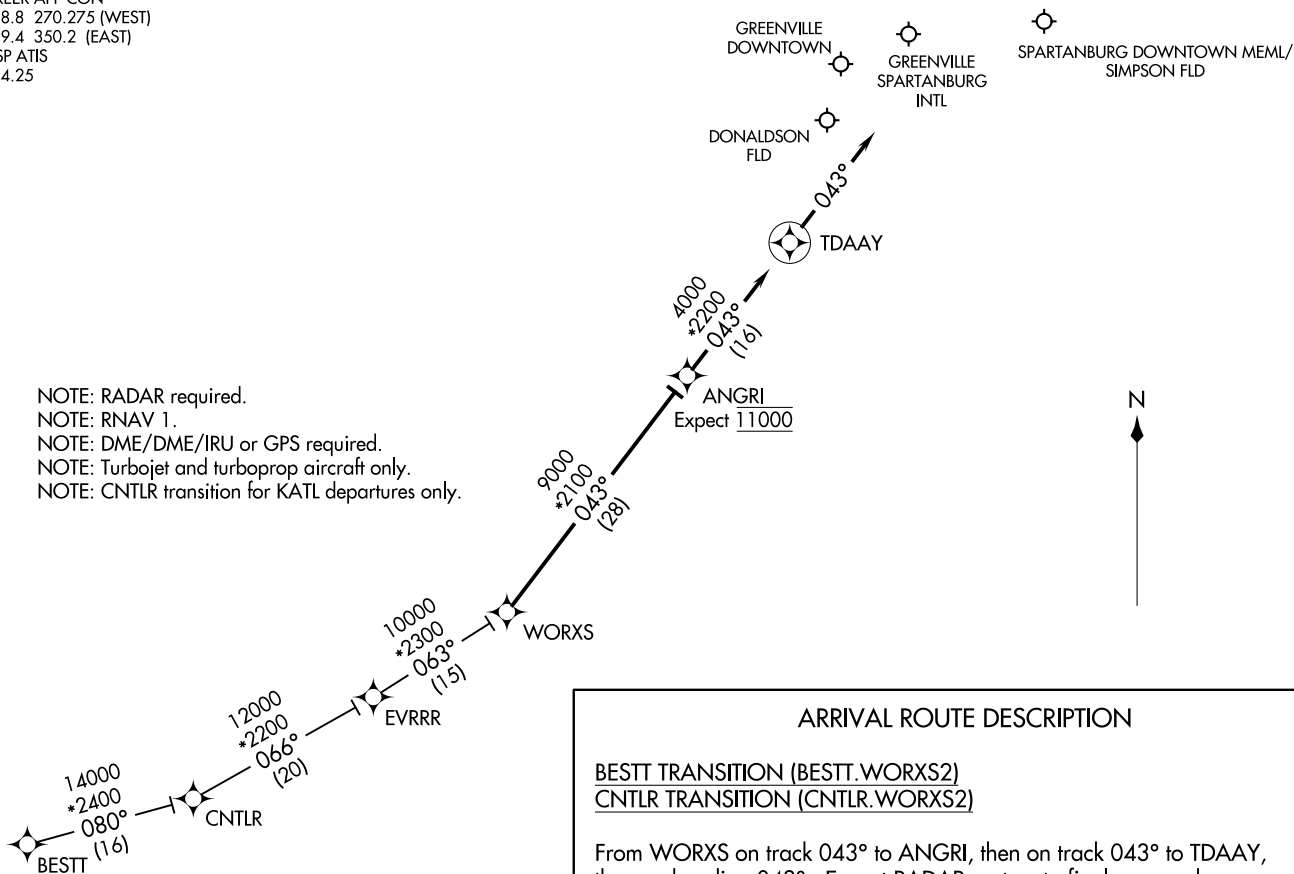 8.8 270.275 (WEST)
9.4 350.2 (EAST)
SP ATIS
4.25
GREENVILLE
DOWNTOWN
GREENVILLE
SPARTANBURG
INTL
SPARTANBURG DOWNTOWN MEML/
SIMPSON FLD
DONALDSON
FLD
043°
TDAAY
4000
*2200
043°
(16)
ANGRI
Expect 11000
N
NOTE: RADAR required.
NOTE: RNAV 1.
NOTE: DME/DME/IRU or GPS required.
NOTE: Turbojet and turboprop aircraft only.
NOTE: CNTLR transition for KATL departures only.
9000
*2100
043°
(28)
WORXS
10000
*2300
063°
(15)
EVRRR
12000
*2200
066°
(20)
CNTLR
14000
*2400
080°
(16)
BESTT
ARRIVAL ROUTE DESCRIPTION
BESTT TRANSITION (BESTT.WORXS2)
CNTLR TRANSITION (CNTLR.WORXS2)
From WORXS on track 043° to ANGRI, then on track 043° to TDAAY,